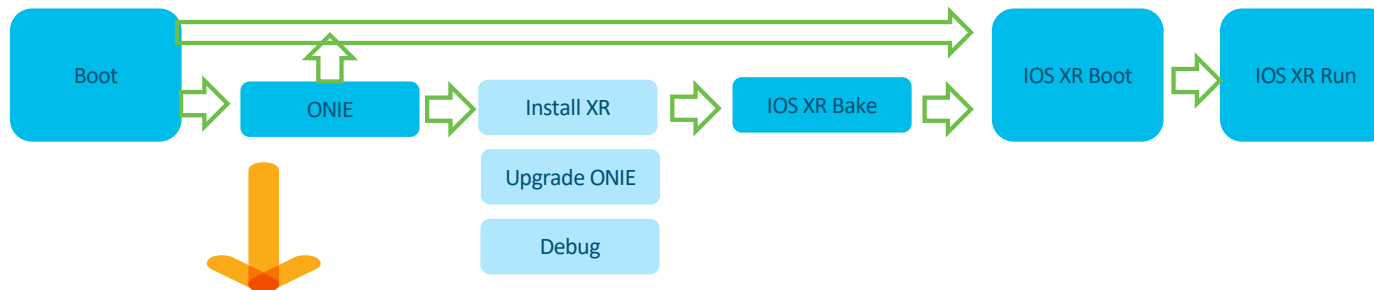 Boot
ONIE
Install XR
Upgrade ONIE
Debug
IOS XR Bake
IOS XR Boot
IOS XR Run